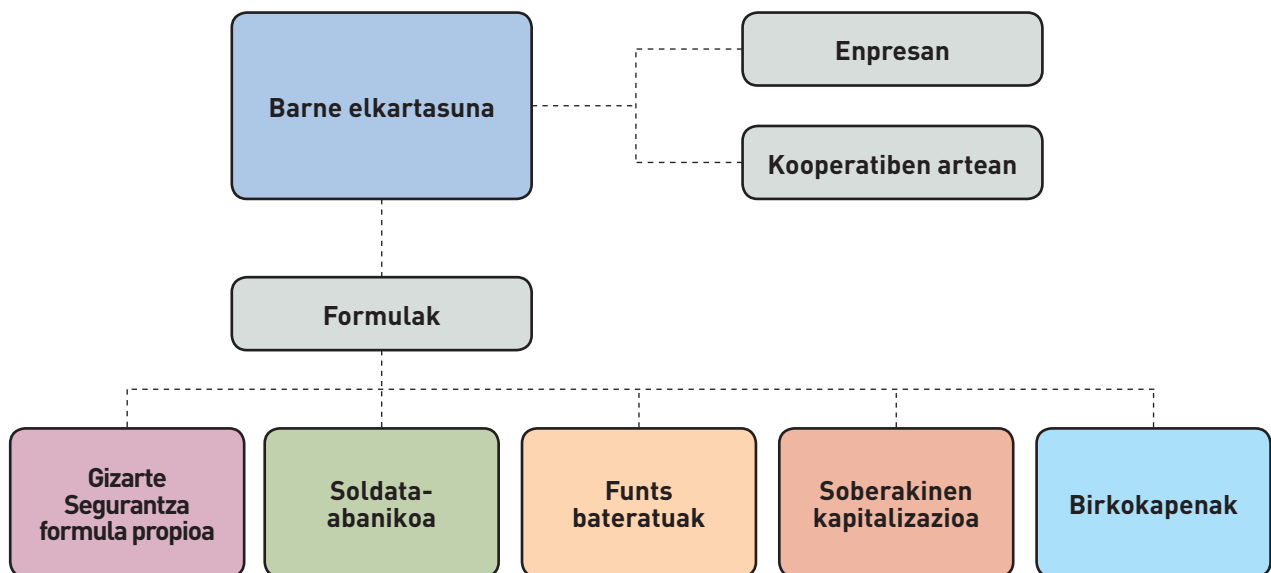 Enpresan
Barne elkartasuna
Kooperatiben artean
Formulak
Gizarte
Segurantza
formula propioa
Soldata-
abanikoa
Funts
bateratuak
Soberakinen
kapitalizazioa
Birkokapenak